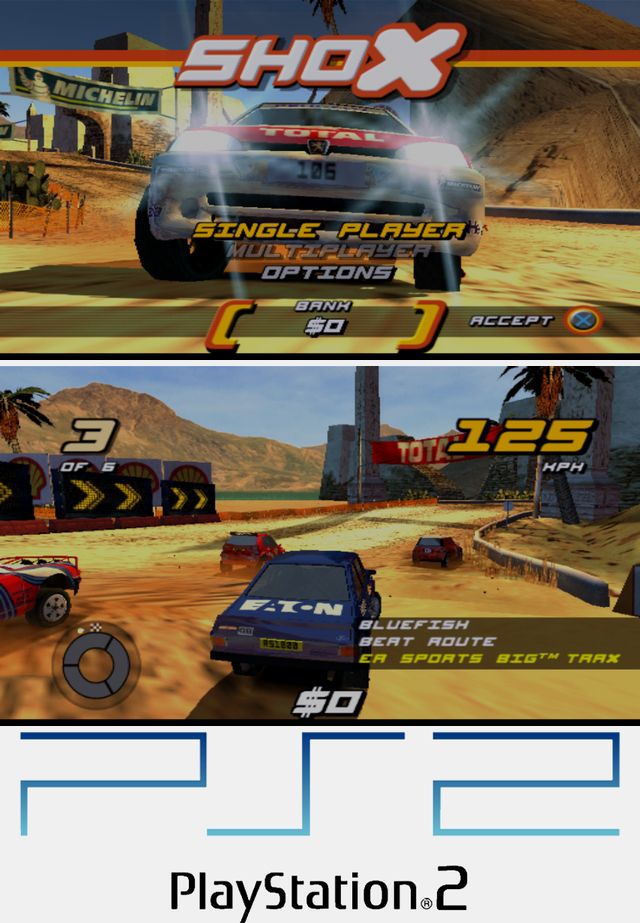 SHOX
MICHELIN
TOTAL
105
SINGLE PLAYER
MULTIPLAYER
OPTIONS
BANK
$0
ACCEPT
3
OF 6
125
KPH
TOTAL
EATON
BLUEFISH
BEAT ROUTE
EA SPORTS BIG™ TRAX
$0
PS2
PlayStation®2